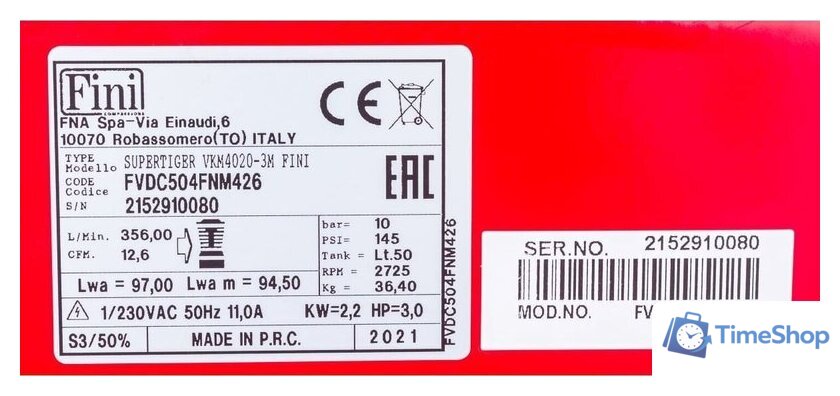 Fini
COMPRESSORS
FNA Spa-Via Einaudi,6
10070 Robassomero(TO) ITALY
TYPE
Modello SUPERTIGER VKM4020-3M FINI
CODE
Codice FVDC504FNM426
S/N 2152910080
CE
EAC
L/Min. 356,00
CFM. 12,6
bar= 10
PSI= 145
Tank = Lt.50
RPM = 2725
Kg = 36,40
Lwa = 97,00 Lwa m = 94,50
1/230VAC 50Hz 11,0A KW=2,2 HP=3,0
S3/50% MADE IN P.R.C. 2021
FVDC504FNM426
SER.NO. 2152910080
MOD.NO. FV
TimeShop